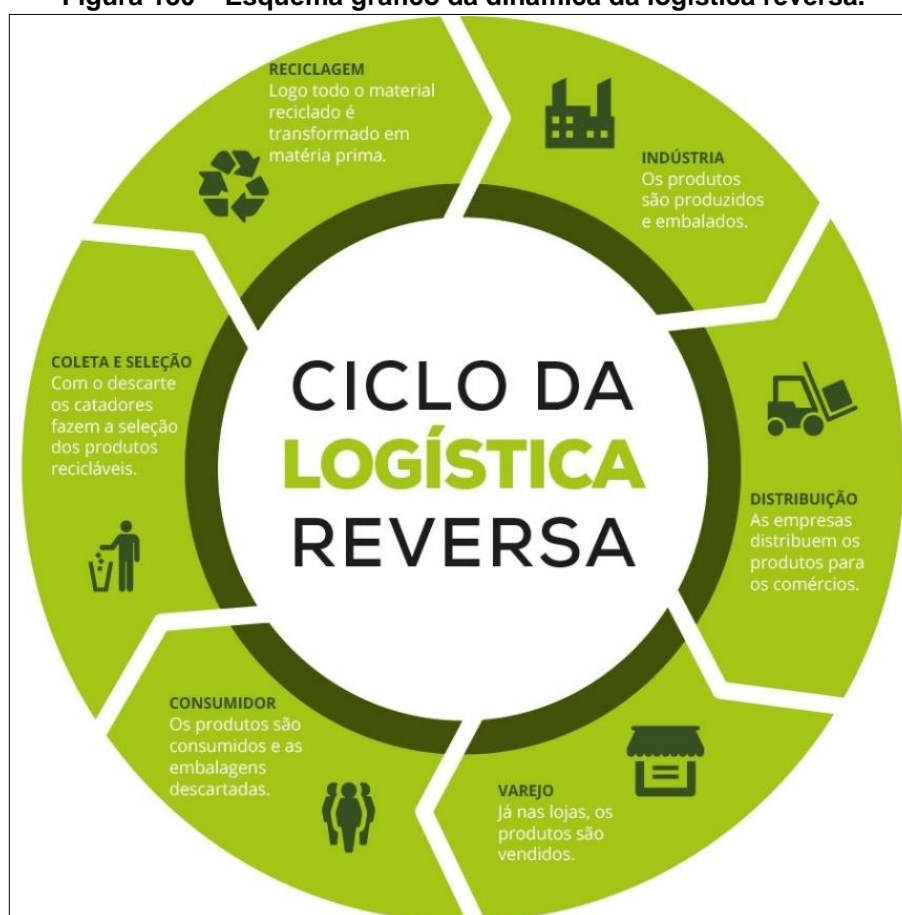 Figura 160 – Esquema gráfico da dinâmica da logística reversa.
CICLO DA
LOGÍSTICA
REVERSA
INDÚSTRIA
Os produtos
são produzidos
e embalados.
DISTRIBUIÇÃO
As empresas
distribuem os
produtos para
os comércios.
VAREJO
Já nas lojas, os
produtos são
vendidos.
CONSUMIDOR
Os produtos são
consumidos e as
embalagens
descartadas.
COLETA E SELEÇÃO
Com o descarte
os catadores
fazem a seleção
dos produtos
recicláveis.
RECICLAGEM
Logo todo o material
reciclado é
transformado em
matéria prima.